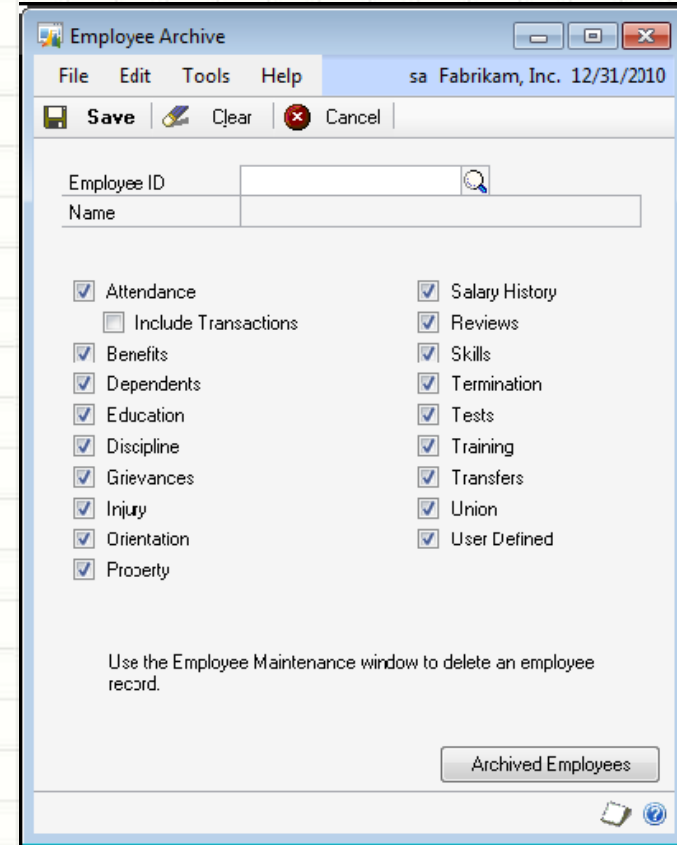 Employee Archive
File Edit Tools Help sa Fabrikam, Inc. 12/31/2010
Save Clear Cancel
Employee ID
Name
Attendance
Include Transactions
Benefits
Dependents
Education
Discipline
Grievances
Injury
Orientation
Property
Salary History
Reviews
Skills
Termination
Tests
Training
Transfers
Union
User Defined
Use the Employee Maintenance window to delete an employee
record.
Archived Employees